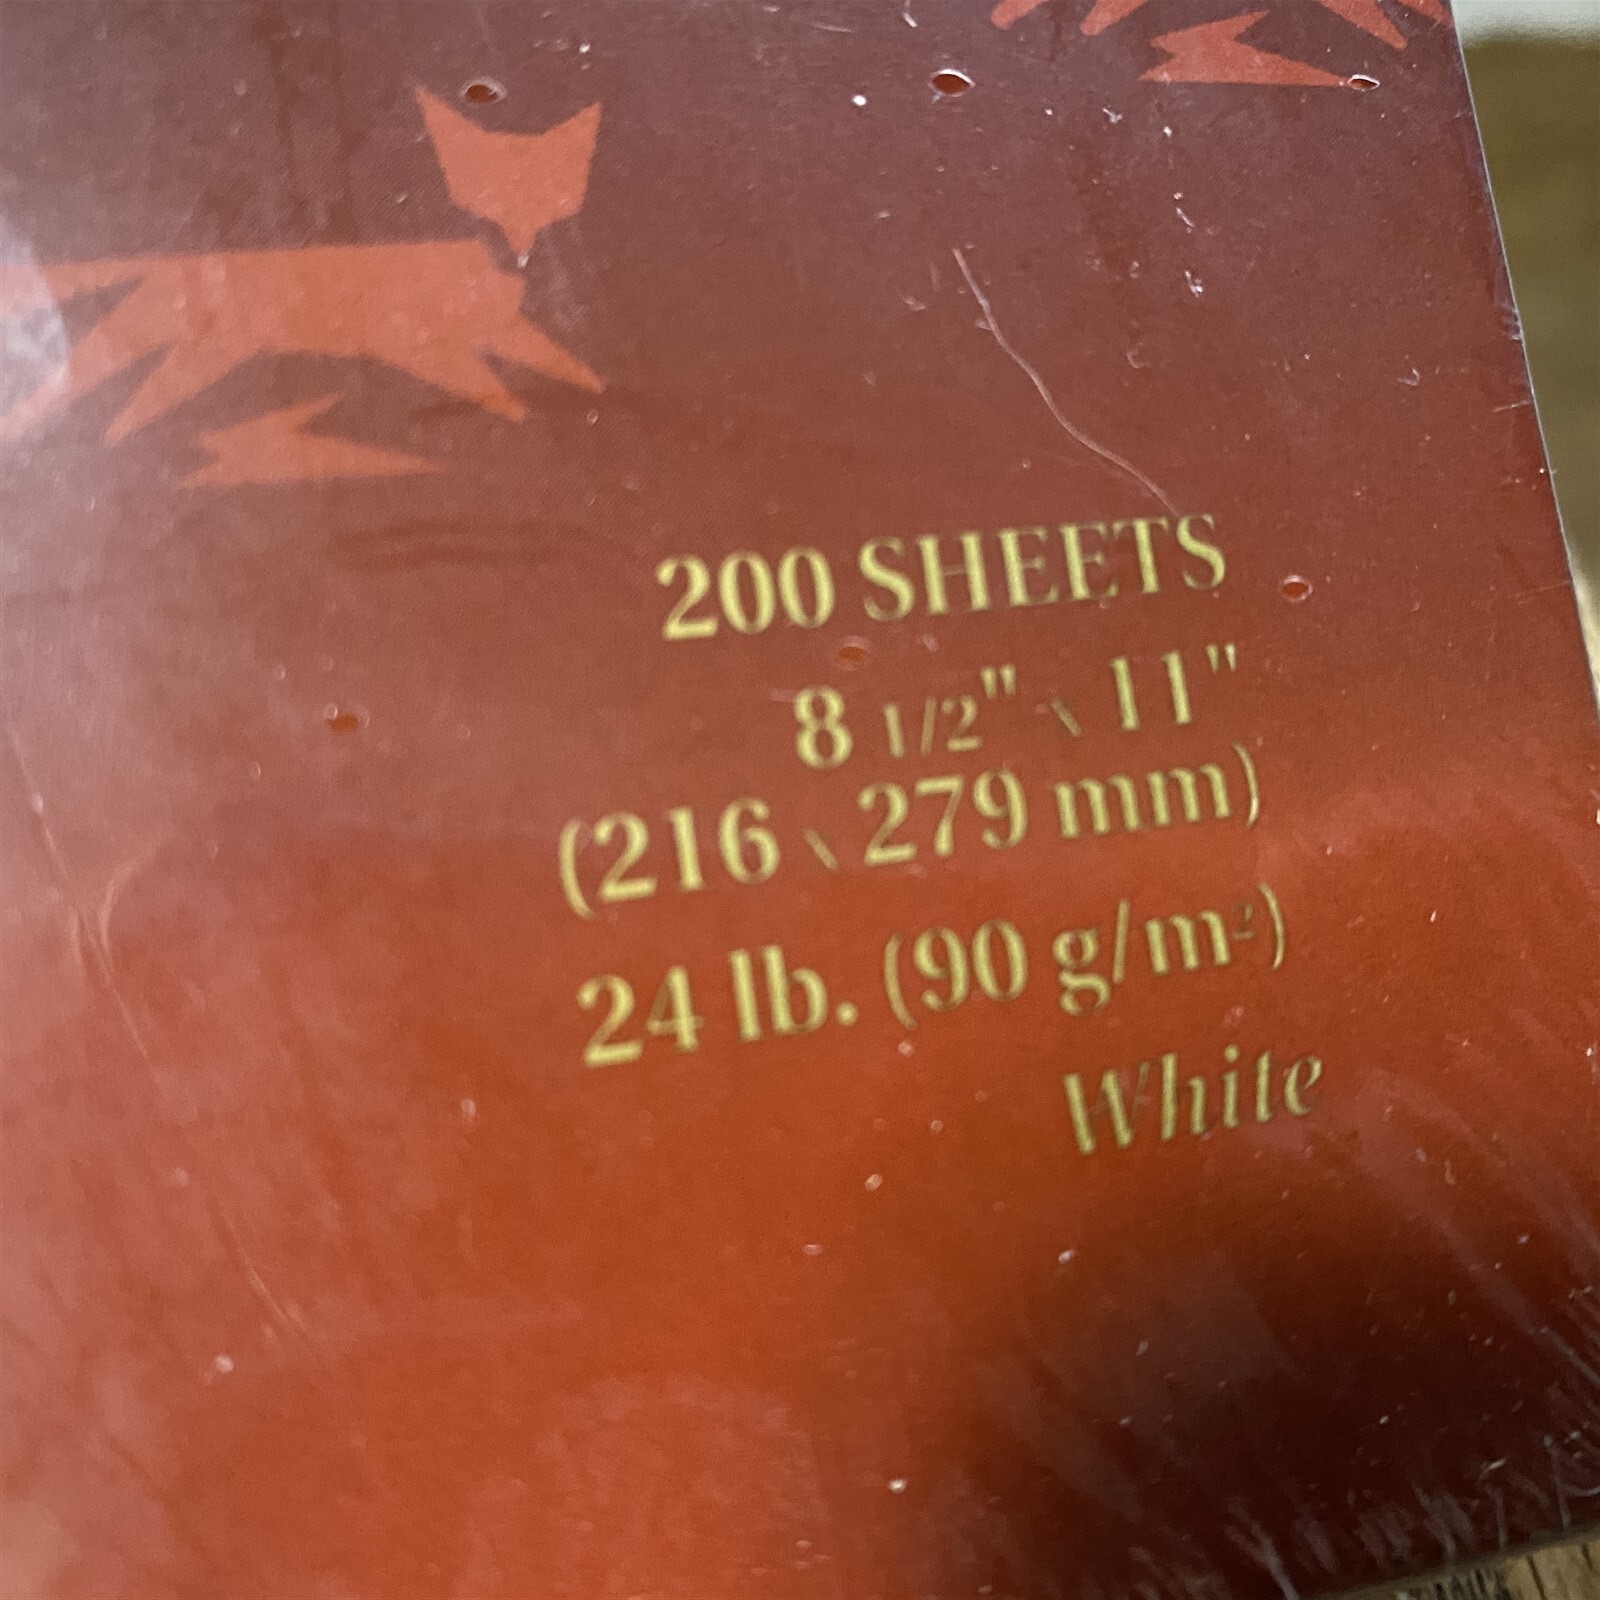 200 SHEETS
8 1/2" x 11"
(216 x 279 mm)
24 lb. (90 g/m²)
White